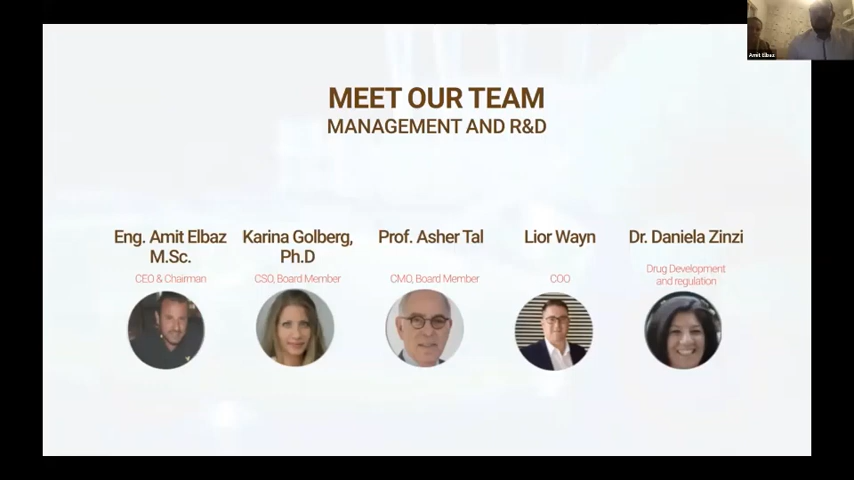 Amit Elbaz
MEET OUR TEAM
MANAGEMENT AND R&D
Eng. Amit Elbaz
M.Sc.
CEO & Chairman
Karina Golberg,
Ph.D
CSO, Board Member
Prof. Asher Tal
CMO, Board Member
Lior Wayn
COO
Dr. Daniela Zinzi
Drug Development
and regulation